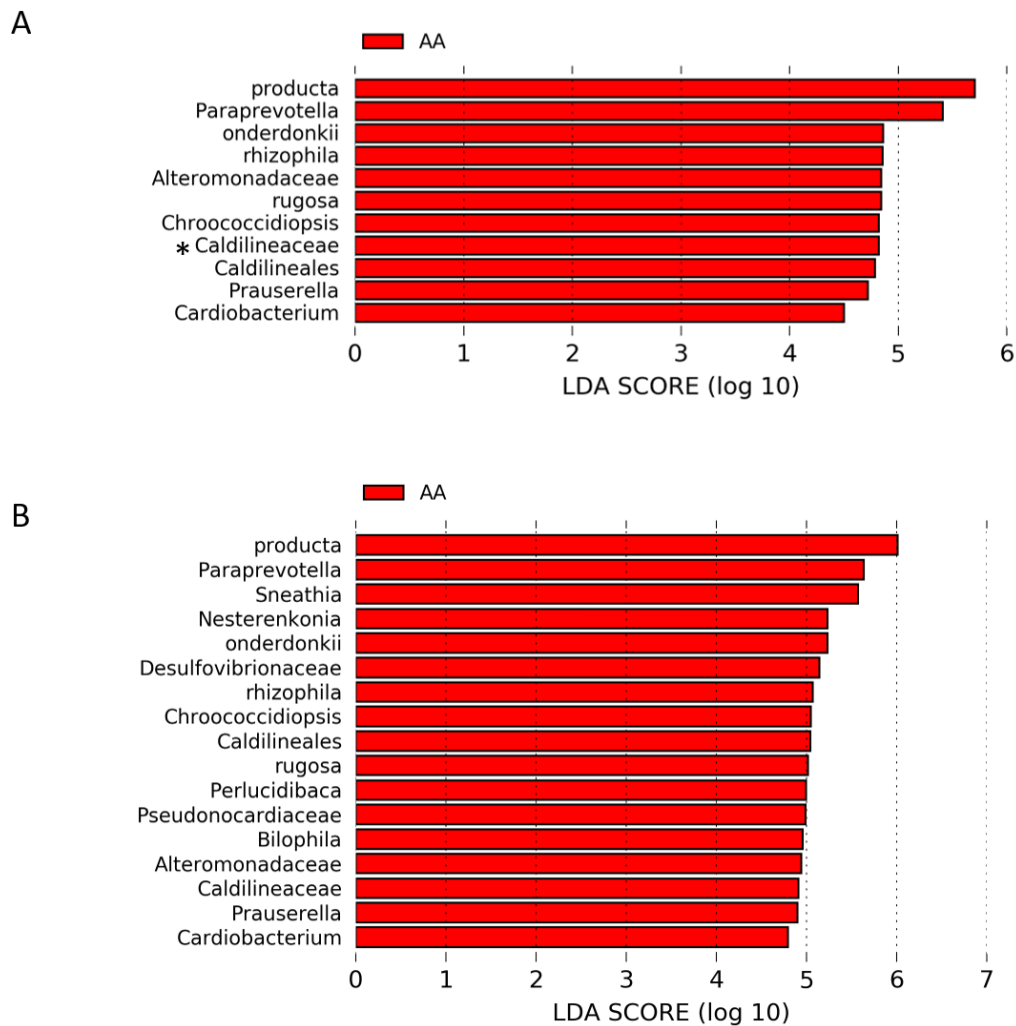 A
AA
producta
Paraprevotella
onderdonkii
rhizophila
Alteromonadaceae
rugosa
Chroococcidiopsis
* Caldilineaceae
Caldilineales
Prauserella
Cardiobacterium
0 1 2 3 4 5 6
LDA SCORE (log 10)
B
AA
producta
Paraprevotella
Sneathia
Nesterenkonia
onderdonkii
Desulfovibrionaceae
rhizophila
Chroococcidiopsis
Caldilineales
rugosa
Perlucidibaca
Pseudonocardiaceae
Bilophila
Alteromonadaceae
Caldilineaceae
Prauserella
Cardiobacterium
0 1 2 3 4 5 6 7
LDA SCORE (log 10)